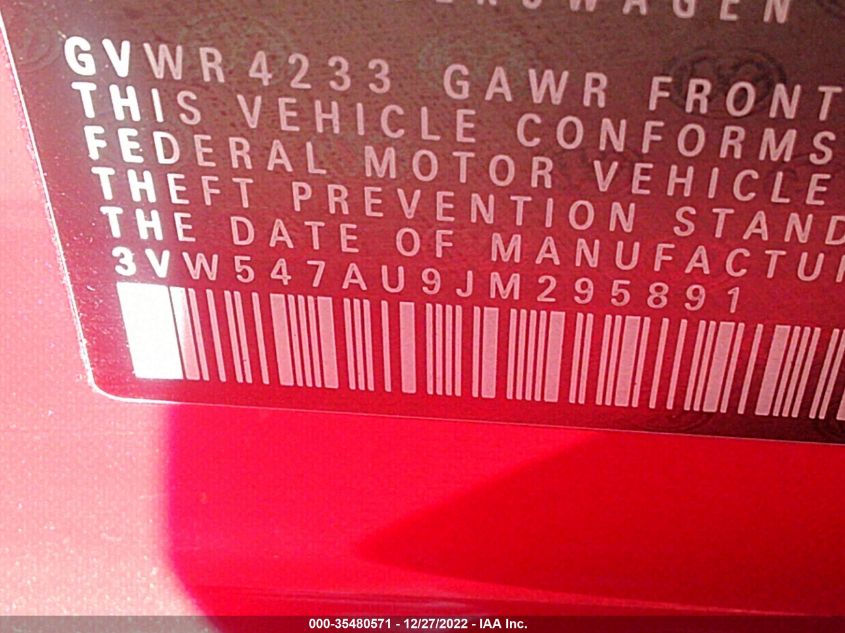 GVWR 4233 GAWR FRONT
THIS VEHICLE CONFORMS
FEDERAL MOTOR VEHICLE
THEFT PREVENTION STAND
THE DATE OF MANUFACTUR
3VW547AU9JM295891
000-35480571 - 12/27/2022 - IAA Inc.